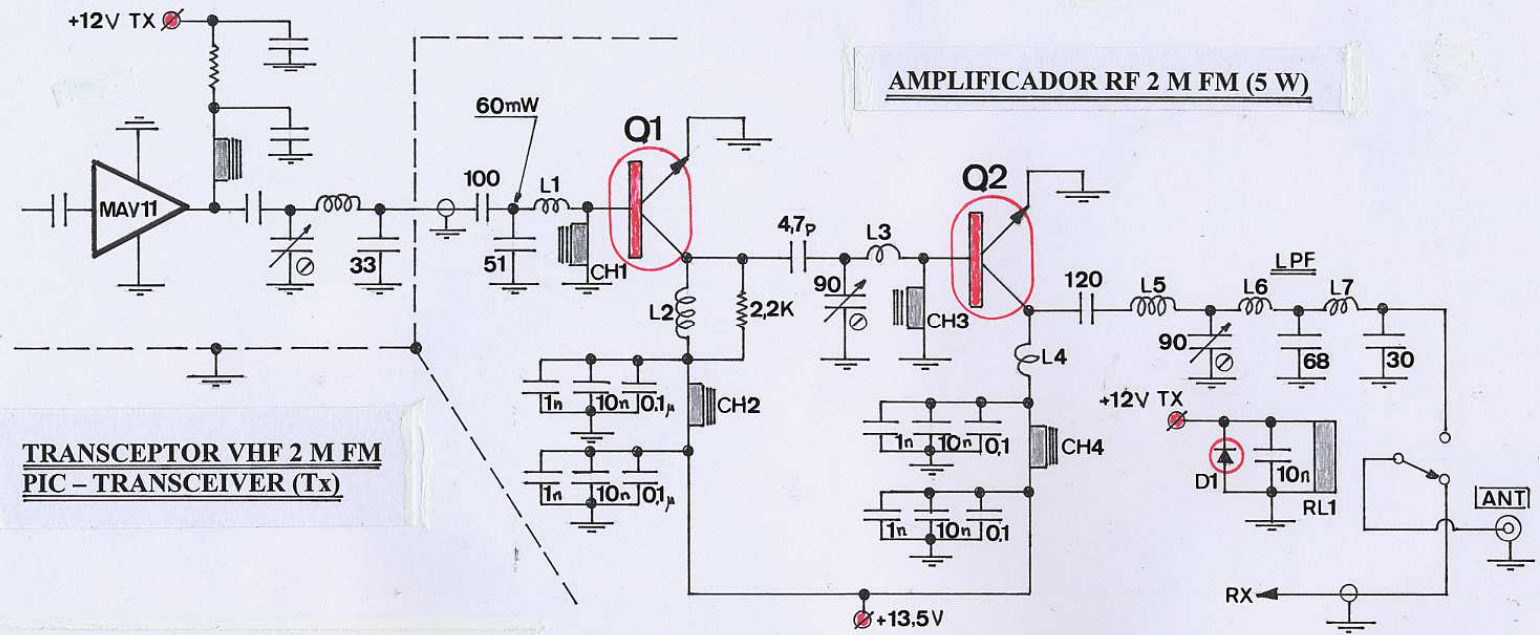 +12V TX
AMPLIFICADOR RF 2 M FM (5 W)
60mW
Q1
MAV11
33
100
L1
51
CH1
Q2
4,7p
L3
90
CH3
L2
2,2K
120
L5
LPF
L6
L7
90
68
30
L4
1n
10n
0,1µ
CH2
1n
10n
0,1
CH4
+12V TX
D1
10n
RL1
ANT
1n
10n
0,1µ
1n
10n
0,1
TRANSCEPTOR VHF 2 M FM
PIC – TRANSCEIVER (Tx)
+13,5V
RX